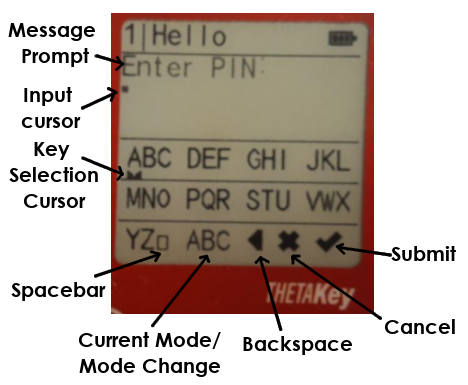 Message
Prompt
Input
cursor
Key
Selection
Cursor
Spacebar
Current Mode/
Mode Change
Backspace
Cancel
Submit
1|Hello
Enter PIN:
ABC DEF GHI JKL
MNO PQR STU VWX
YZ▯ ABC
THETAKey